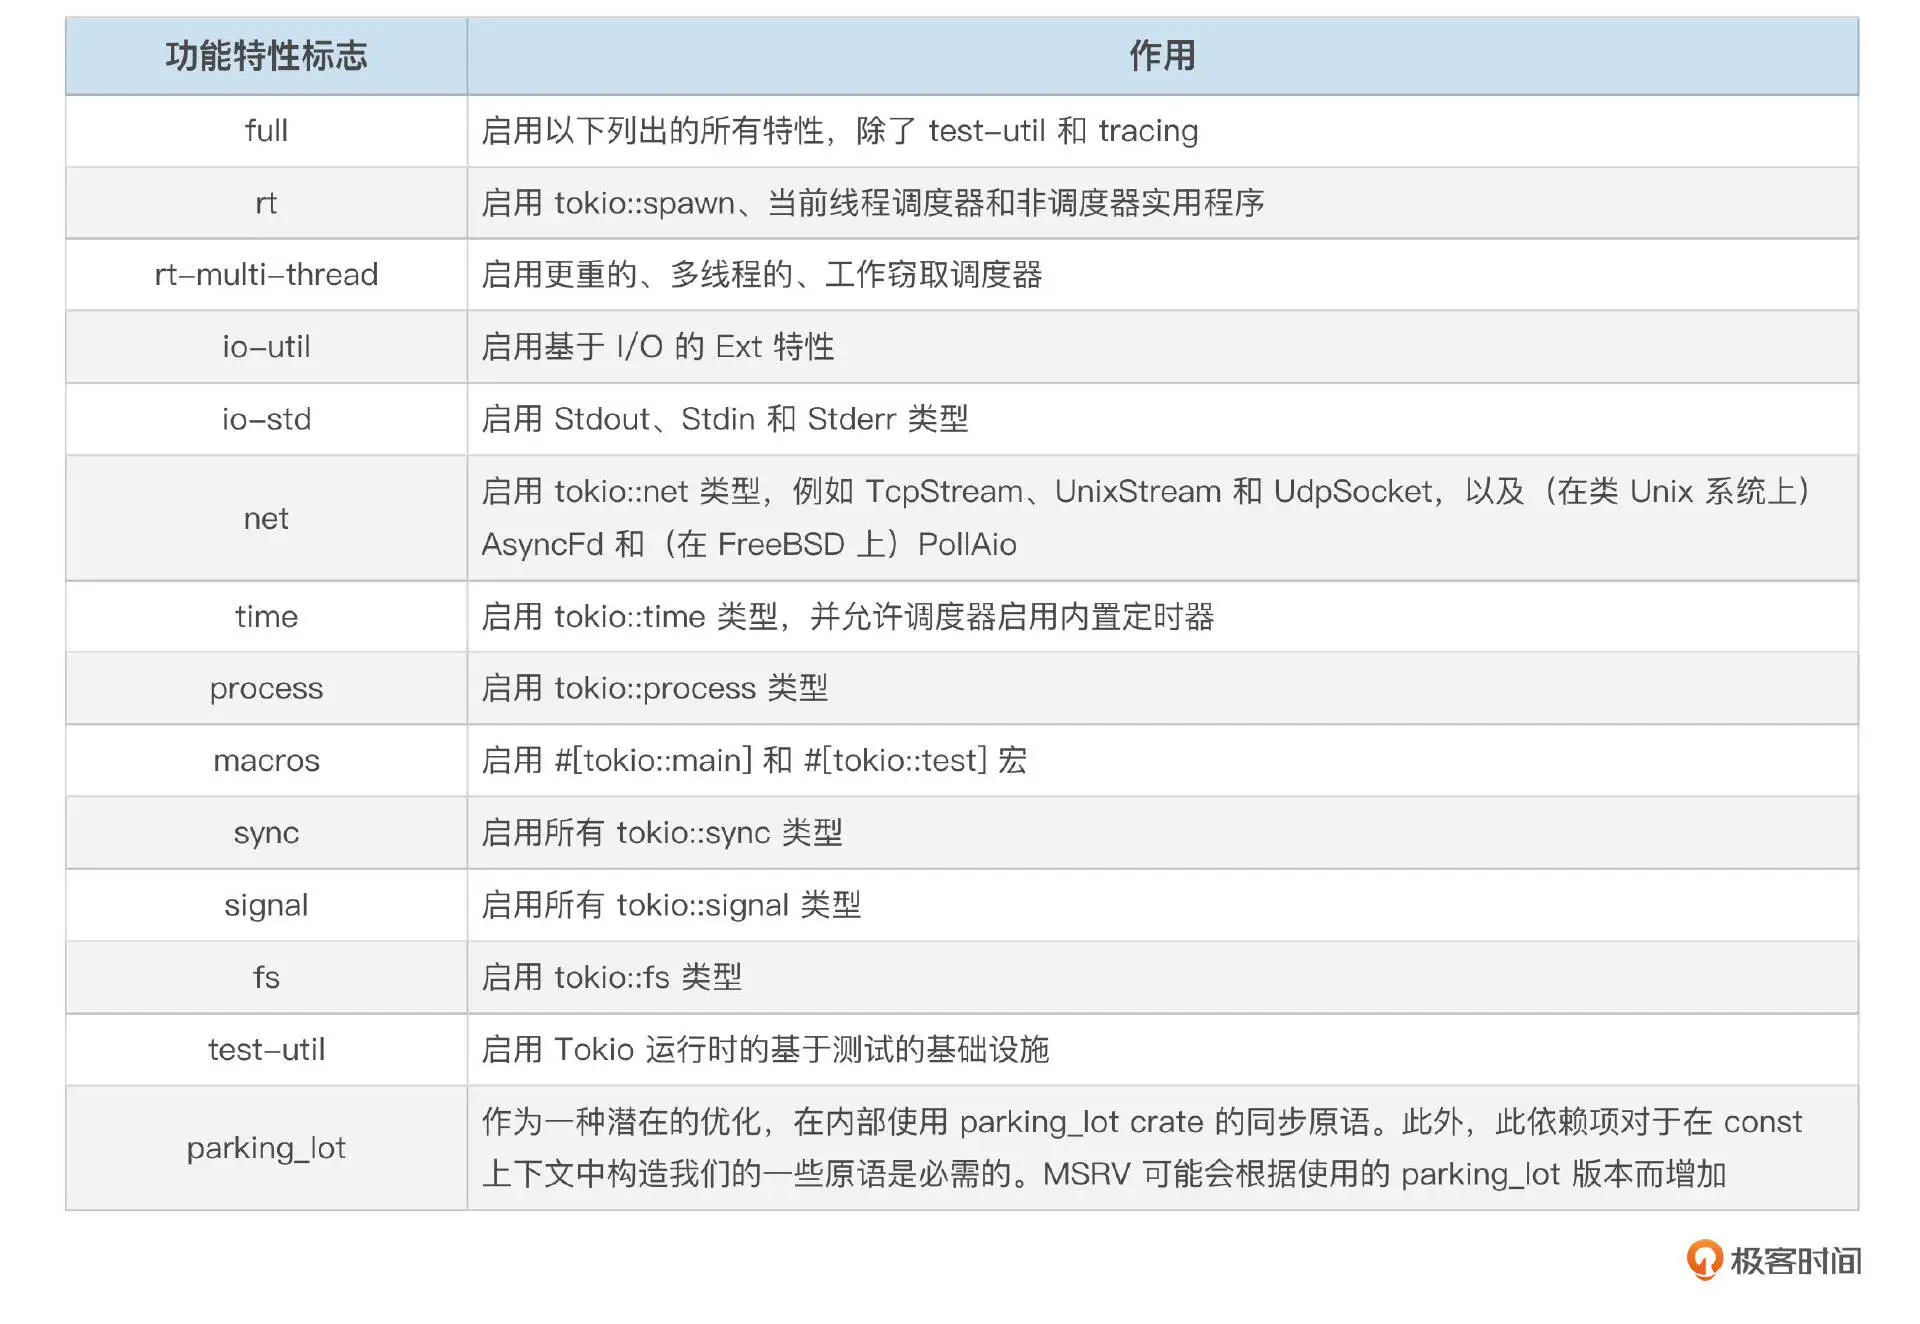 功能特性标志 作用
full 启用以下列出的所有特性，除了 test-util 和 tracing
rt 启用 tokio::spawn、当前线程调度器和非调度器实用程序
rt-multi-thread 启用更重的、多线程的、工作窃取调度器
io-util 启用基于 I/O 的 Ext 特性
io-std 启用 Stdout、Stdin 和 Stderr 类型
net 启用 tokio::net 类型，例如 TcpStream、UnixStream 和 UdpSocket，以及（在类 Unix 系统上）
AsyncFd 和（在 FreeBSD 上）PollAio
time 启用 tokio::time 类型，并允许调度器启用内置定时器
process 启用 tokio::process 类型
macros 启用 #[tokio::main] 和 #[tokio::test] 宏
sync 启用所有 tokio::sync 类型
signal 启用所有 tokio::signal 类型
fs 启用 tokio::fs 类型
test-util 启用 Tokio 运行时的基于测试的基础设施
parking_lot 作为一种潜在的优化，在内部使用 parking_lot crate 的同步原语。此外，此依赖项对于在 const
上下文中构造我们的一些原语是必需的。MSRV 可能会根据使用的 parking_lot 版本而增加
极客时间